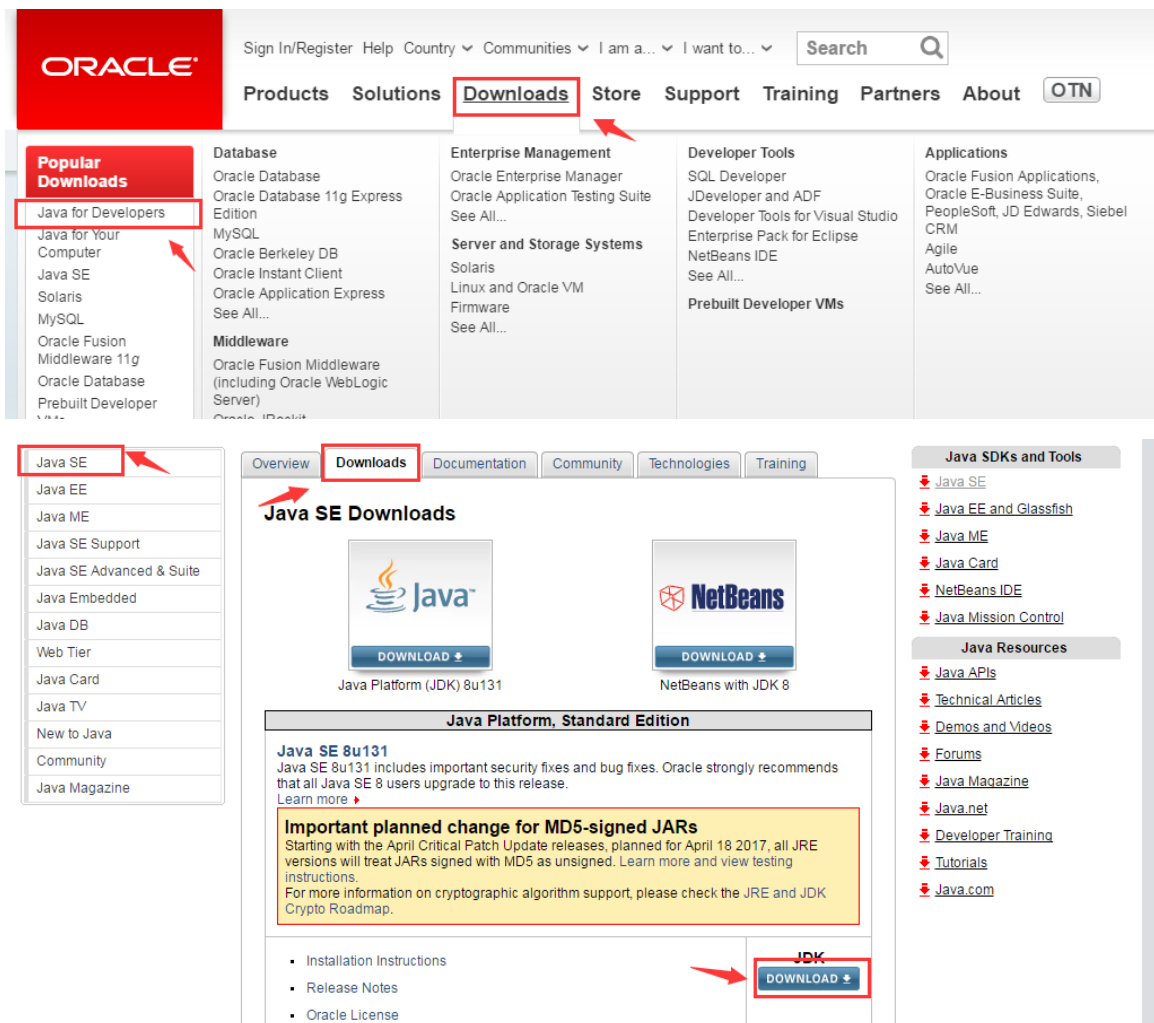 ORACLE
Sign In/Register Help Country Communities I am a... I want to... Search
Products Solutions Downloads Store Support Training Partners About OTN
Popular
Downloads
Java for Developers
Java for Your
Computer
Java SE
Solaris
MySQL
Oracle Fusion
Middleware 11g
Oracle Database
Prebuilt Developer
VMs
Database
Oracle Database
Oracle Database 11g Express
Edition
MySQL
Oracle Berkeley DB
Oracle Instant Client
Oracle Application Express
See All...
Middleware
Oracle Fusion Middleware
(including Oracle WebLogic
Server)
Oracle JRockit
Enterprise Management
Oracle Enterprise Manager
Oracle Application Testing Suite
See All...
Server and Storage Systems
Solaris
Linux and Oracle VM
Firmware
See All...
Developer Tools
SQL Developer
JDeveloper and ADF
Developer Tools for Visual Studio
Enterprise Pack for Eclipse
NetBeans IDE
See All...
Prebuilt Developer VMs
Applications
Oracle Fusion Applications,
Oracle E-Business Suite,
PeopleSoft, JD Edwards, Siebel
CRM
Agile
AutoVue
See All...
Java SE
Java EE
Java ME
Java SE Support
Java SE Advanced & Suite
Java Embedded
Java DB
Web Tier
Java Card
Java TV
New to Java
Community
Java Magazine
Overview Downloads Documentation Community Technologies Training
Java SE Downloads
Java
DOWNLOAD
Java Platform (JDK) 8u131
NetBeans
DOWNLOAD
NetBeans with JDK 8
Java Platform, Standard Edition
Java SE 8u131
Java SE 8u131 includes important security fixes and bug fixes. Oracle strongly recommends
that all Java SE 8 users upgrade to this release.
Learn more
Important planned change for MD5-signed JARs
Starting with the April Critical Patch Update releases, planned for April 18 2017, all JRE
versions will treat JARs signed with MD5 as unsigned. Learn more and view testing
instructions.
For more information on cryptographic algorithm support, please check the JRE and JDK
Crypto Roadmap.
Installation Instructions
Release Notes
Oracle License
JDK
DOWNLOAD
Java SDKs and Tools
Java SE
Java EE and Glassfish
Java ME
Java Card
NetBeans IDE
Java Mission Control
Java Resources
Java APIs
Technical Articles
Demos and Videos
Forums
Java Magazine
Java.net
Developer Training
Tutorials
Java.com